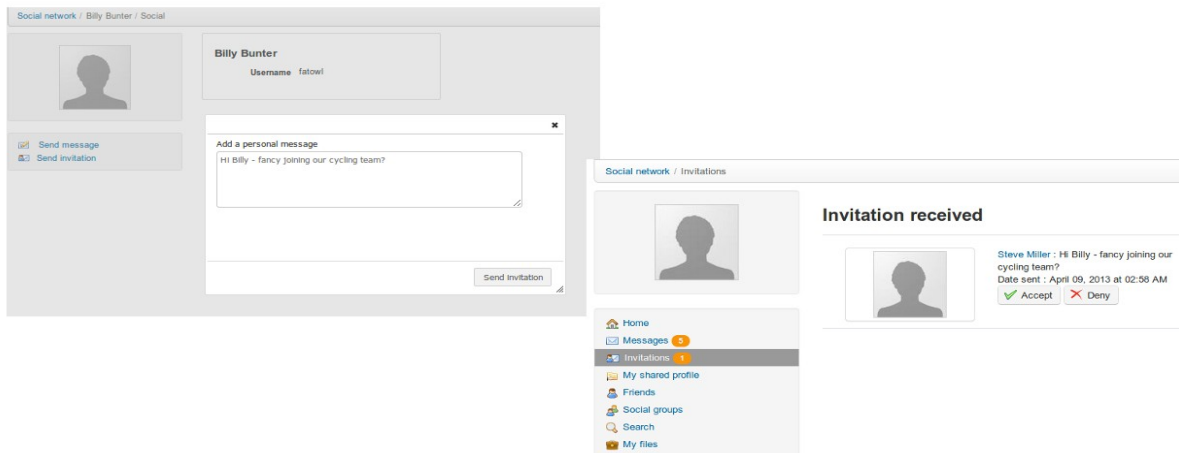 Social network / Billy Bunter / Social
Billy Bunter
Username fatowl
Send message
Send invitation
✖
Add a personal message
HI Billy - fancy joining our cycling team?
Send invitation
Social network / Invitations
Invitation received
Steve Miller : Hi Billy - fancy joining our
cycling team?
Date sent : April 09, 2013 at 02:58 AM
Accept Deny
Home
Messages 5
Invitations 1
My shared profile
Friends
Social groups
Search
My files